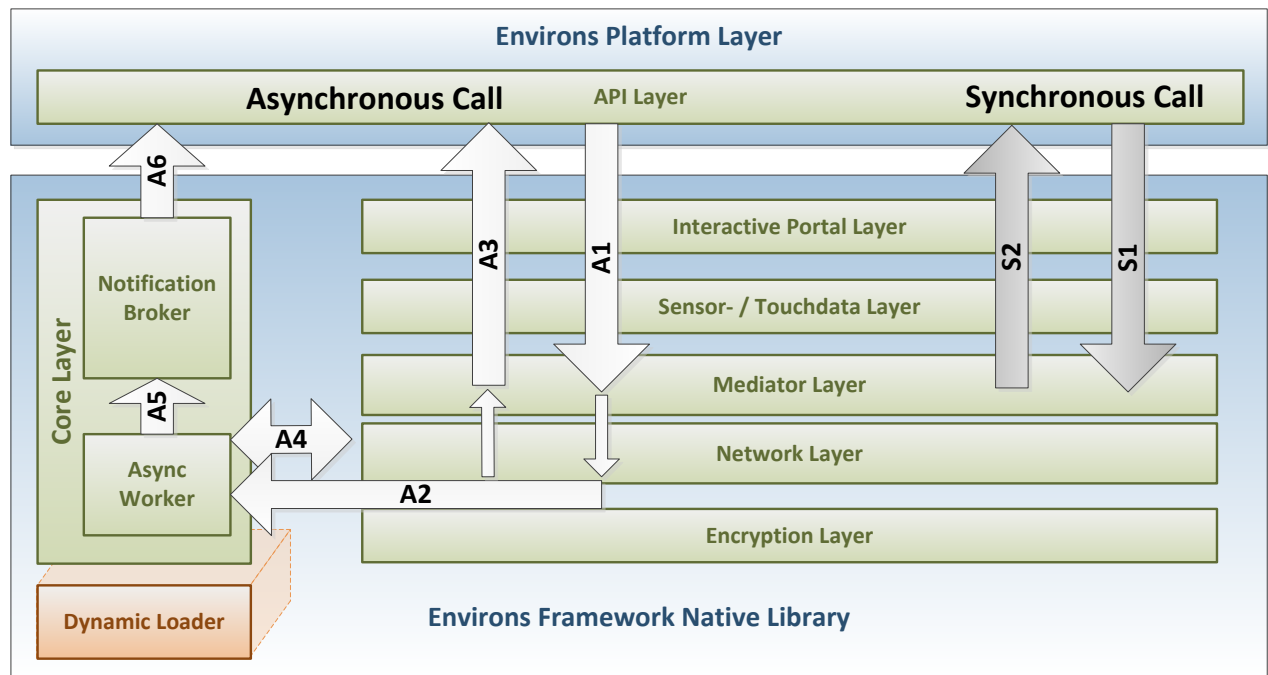 Environs Platform Layer
Asynchronous Call
API Layer
Synchronous Call
A6
A3
A1
S2
S1
Interactive Portal Layer
Core Layer
Notification
Broker
Sensor- / Touchdata Layer
Mediator Layer
A5
A4
Network Layer
Async
Worker
A2
Encryption Layer
Dynamic Loader
Environs Framework Native Library